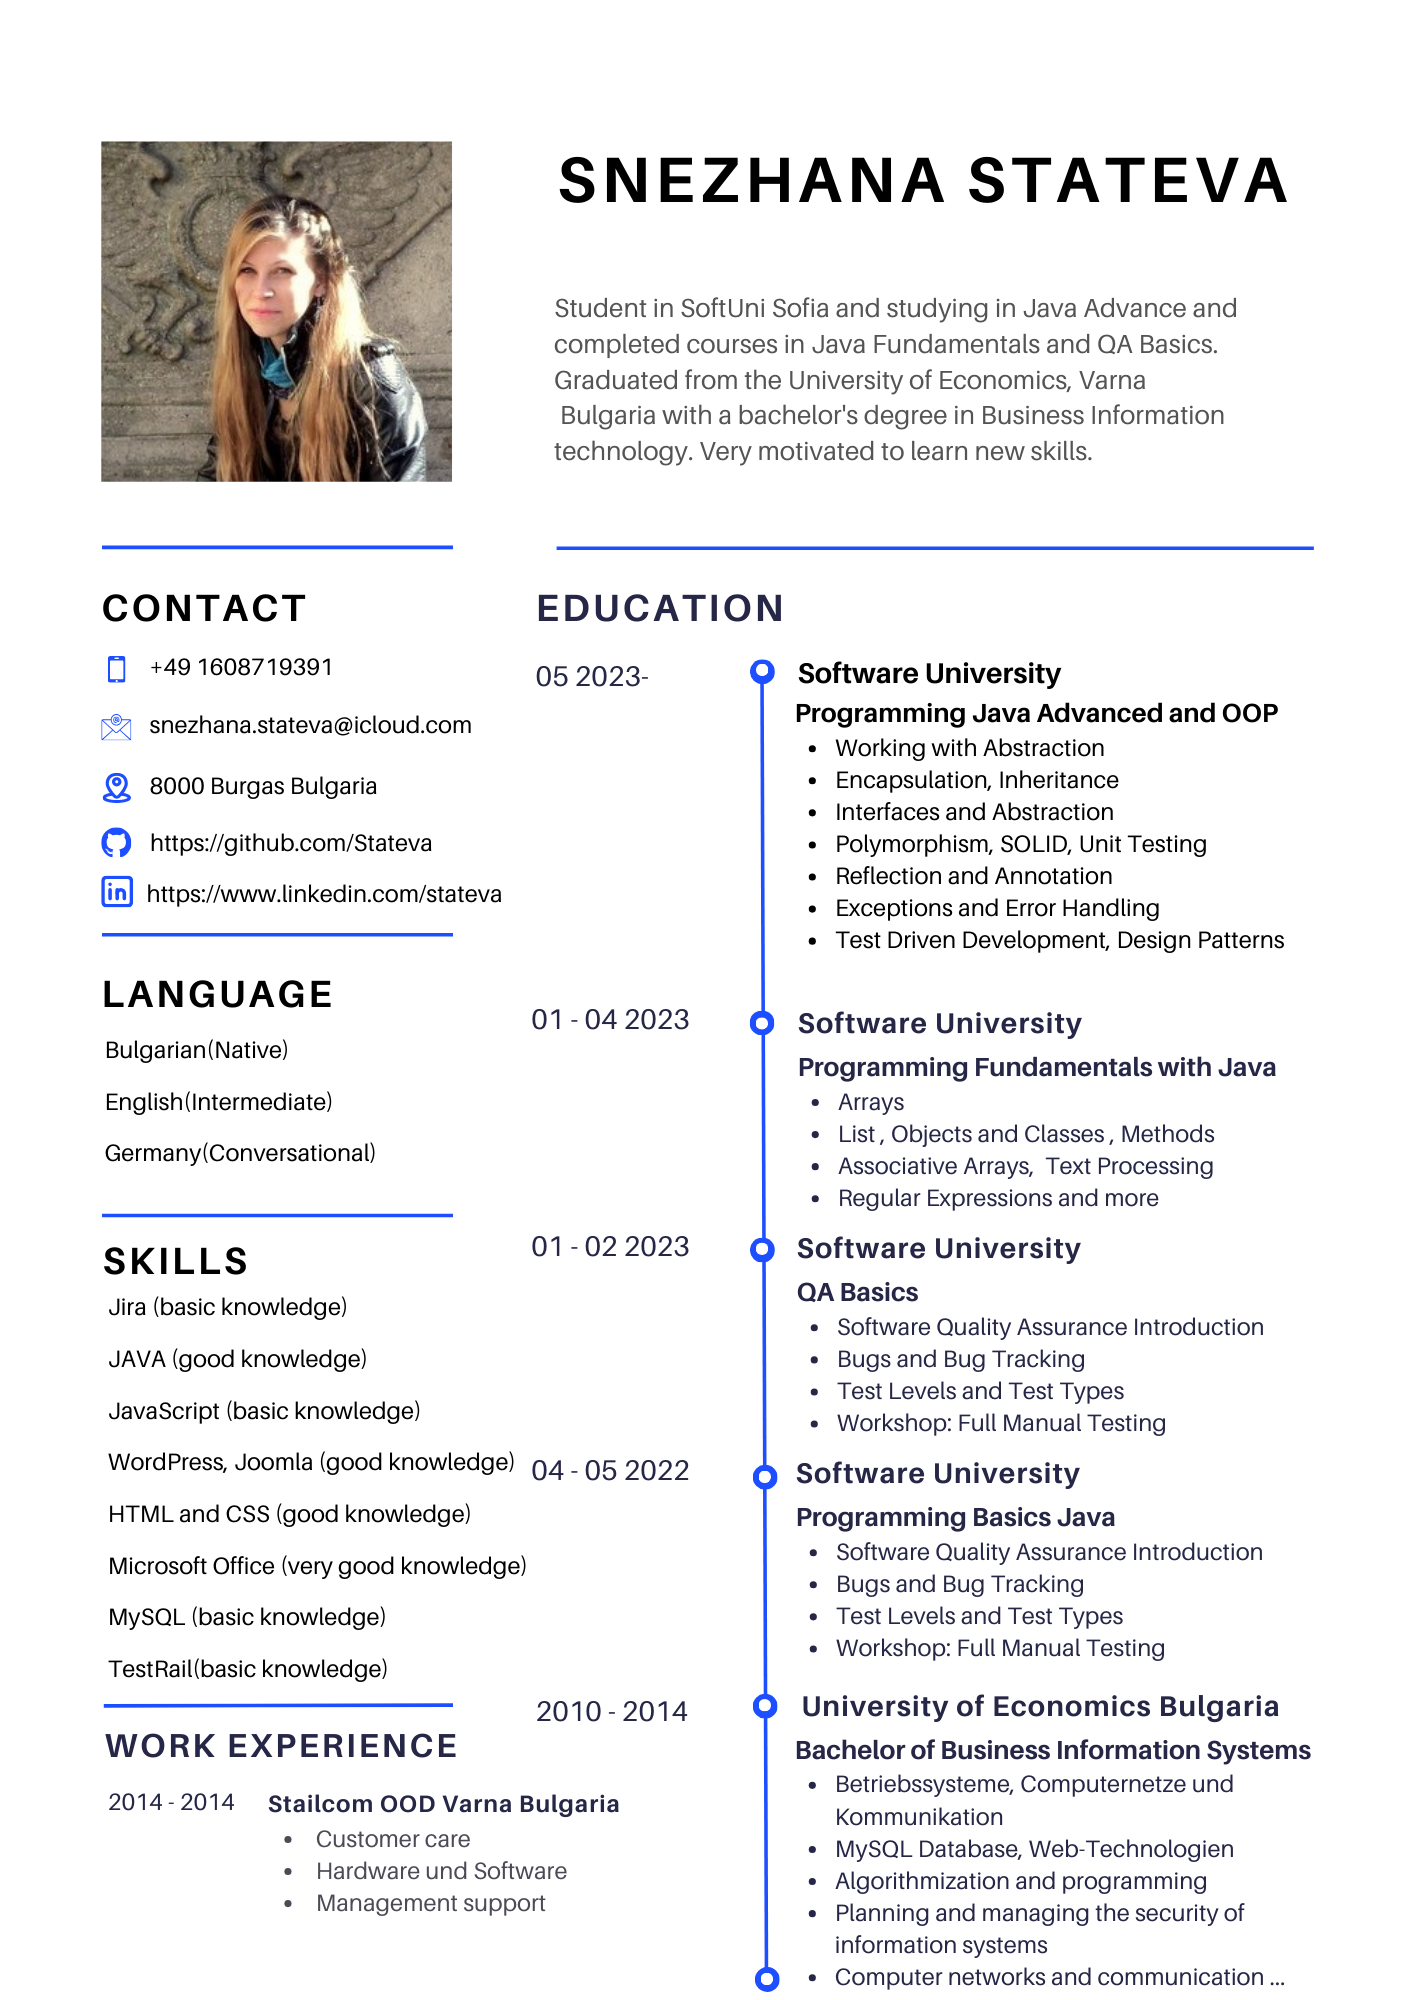 SNEZHANA STATEVA
Student in SoftUni Sofia and studying in Java Advance and
completed courses in Java Fundamentals and QA Basics.
Graduated from the University of Economics, Varna
Bulgaria with a bachelor's degree in Business Information
technology. Very motivated to learn new skills.
CONTACT
+49 1608719391
snezhana.stateva@icloud.com
8000 Burgas Bulgaria
https://github.com/Stateva
https://www.linkedin.com/stateva
LANGUAGE
Bulgarian(Native)
English(Intermediate)
Germany(Conversational)
SKILLS
Jira (basic knowledge)
JAVA (good knowledge)
JavaScript (basic knowledge)
WordPress, Joomla (good knowledge)
HTML and CSS (good knowledge)
Microsoft Office (very good knowledge)
MySQL (basic knowledge)
TestRail(basic knowledge)
WORK EXPERIENCE
2014 - 2014 Stailcom OOD Varna Bulgaria
• Customer care
• Hardware und Software
• Management support
EDUCATION
05 2023- Software University
Programming Java Advanced and OOP
• Working with Abstraction
• Encapsulation, Inheritance
• Interfaces and Abstraction
• Polymorphism, SOLID, Unit Testing
• Reflection and Annotation
• Exceptions and Error Handling
• Test Driven Development, Design Patterns
01 - 04 2023 Software University
Programming Fundamentals with Java
• Arrays
• List , Objects and Classes , Methods
• Associative Arrays, Text Processing
• Regular Expressions and more
01 - 02 2023 Software University
QA Basics
• Software Quality Assurance Introduction
• Bugs and Bug Tracking
• Test Levels and Test Types
• Workshop: Full Manual Testing
04 - 05 2022 Software University
Programming Basics Java
• Software Quality Assurance Introduction
• Bugs and Bug Tracking
• Test Levels and Test Types
• Workshop: Full Manual Testing
2010 - 2014 University of Economics Bulgaria
Bachelor of Business Information Systems
• Betriebssysteme, Computernetze und
Kommunikation
• MySQL Database, Web-Technologien
• Algorithmization and programming
• Planning and managing the security of
information systems
• Computer networks and communication ...